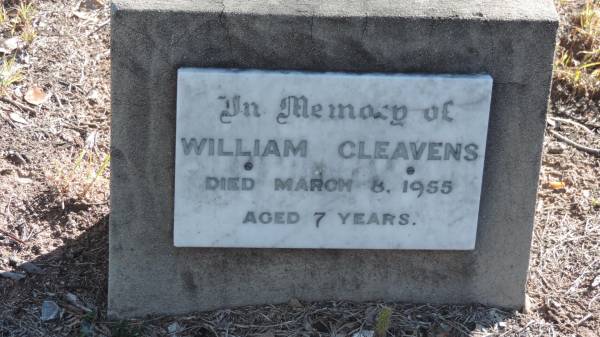 In Memory of
WILLIAM CLEAVENS
DIED MARCH 8, 1955
AGED 7 YEARS.